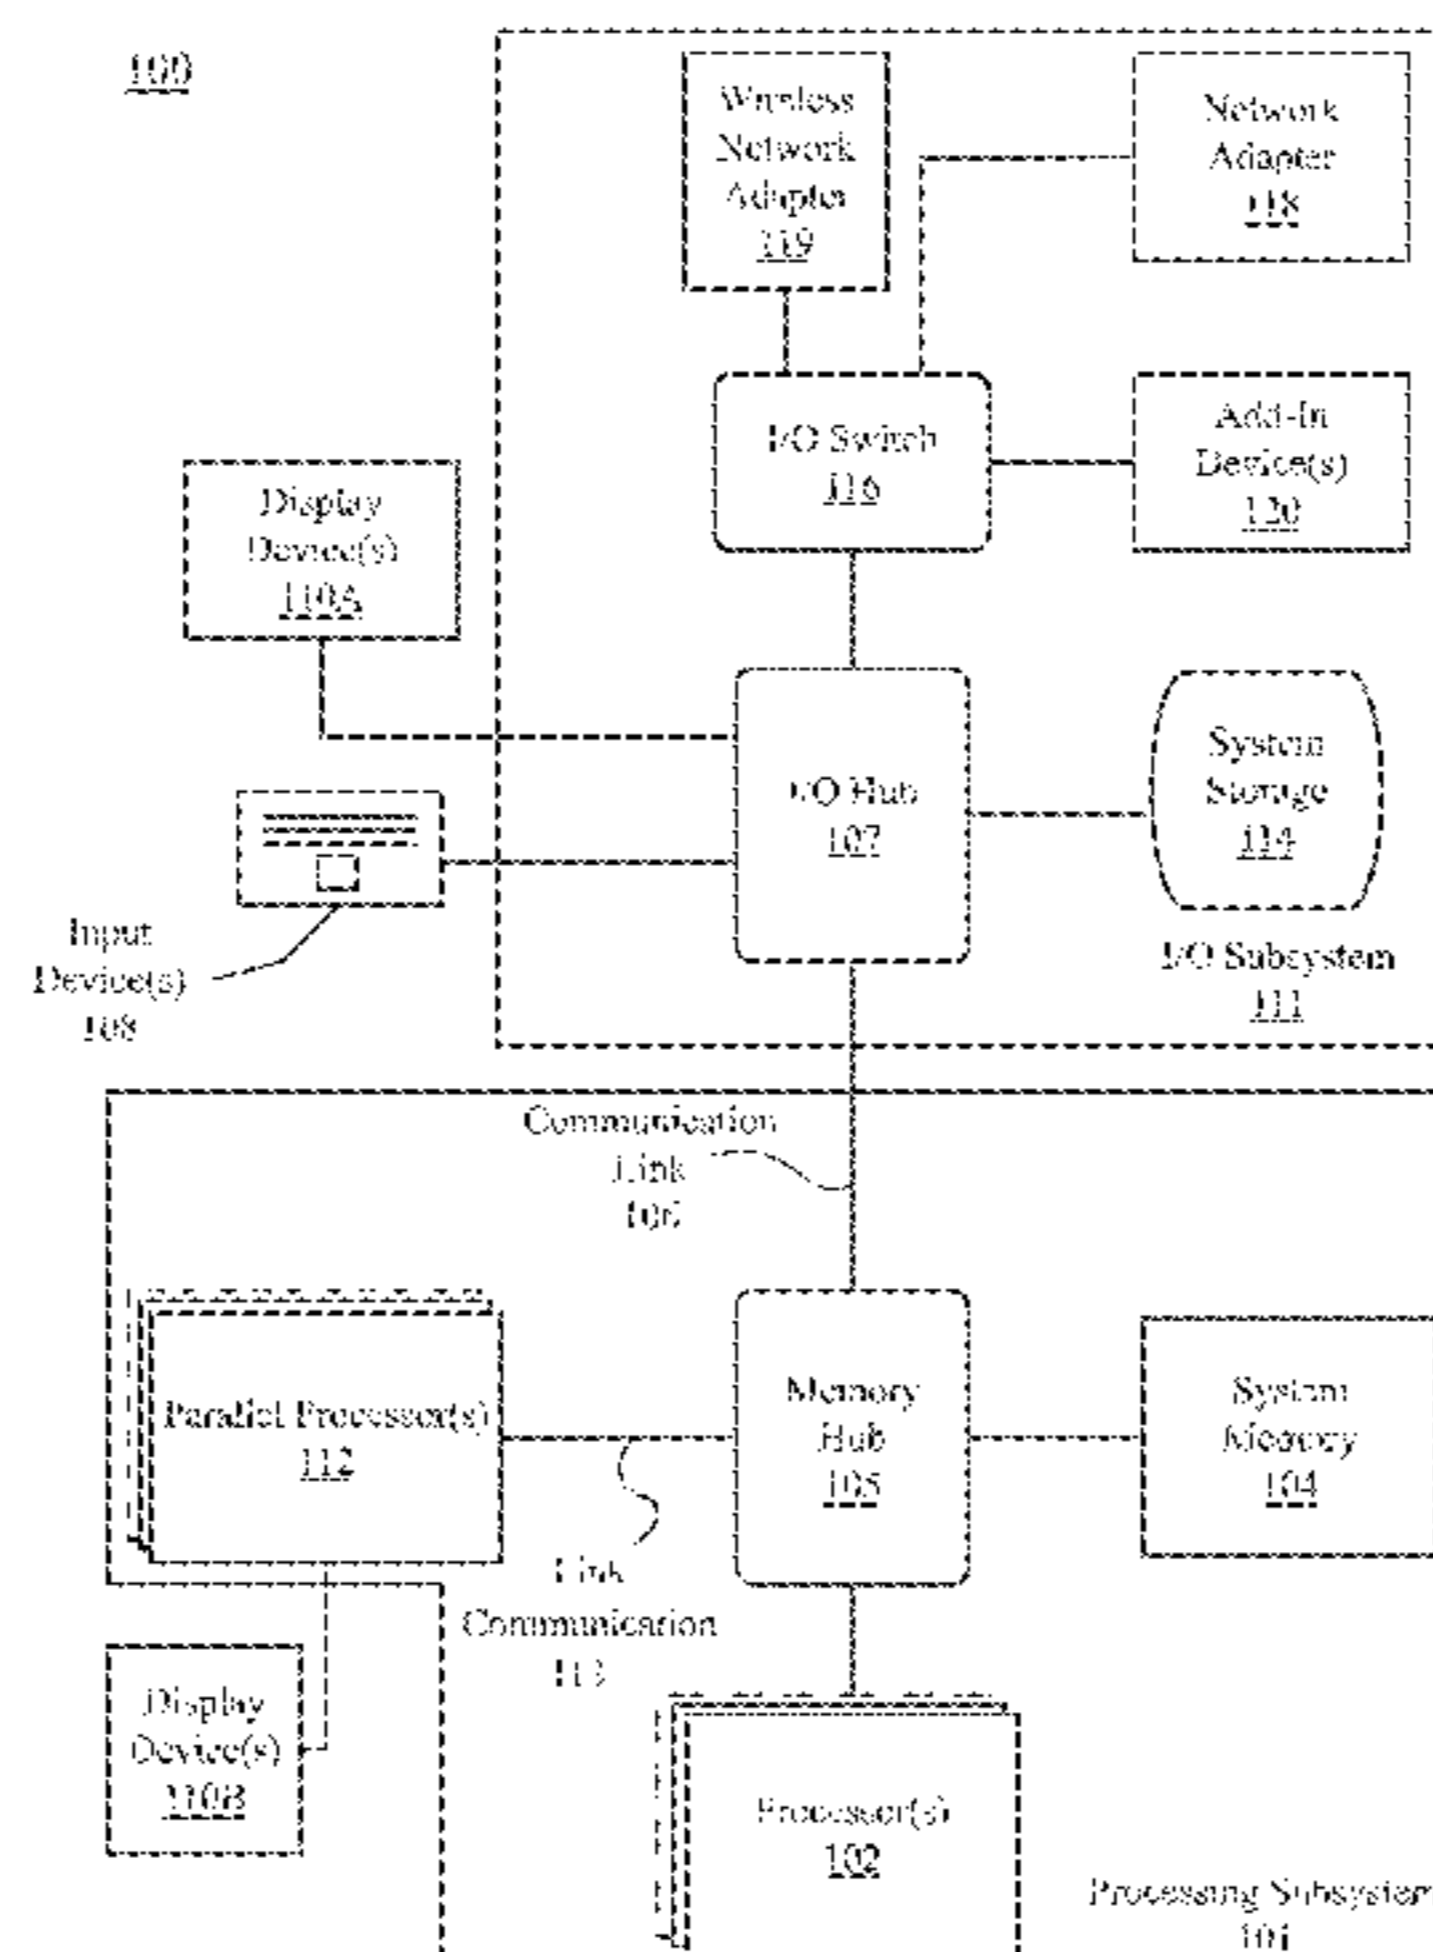 100
Wireless
Network
Adapter
119
Network
Adapter
118
I/O Switch
116
Add-In
Device(s)
120
Display
Device(s)
110A
I/O Hub
107
System
Storage
114
Input
Device(s)
108
I/O Subsystem
111
Communication
Link
106
Parallel Processor(s)
112
Memory
Hub
105
System
Memory
104
Link
Communication
113
Display
Device(s)
110B
Processor(s)
102
Processing Subsystem
101